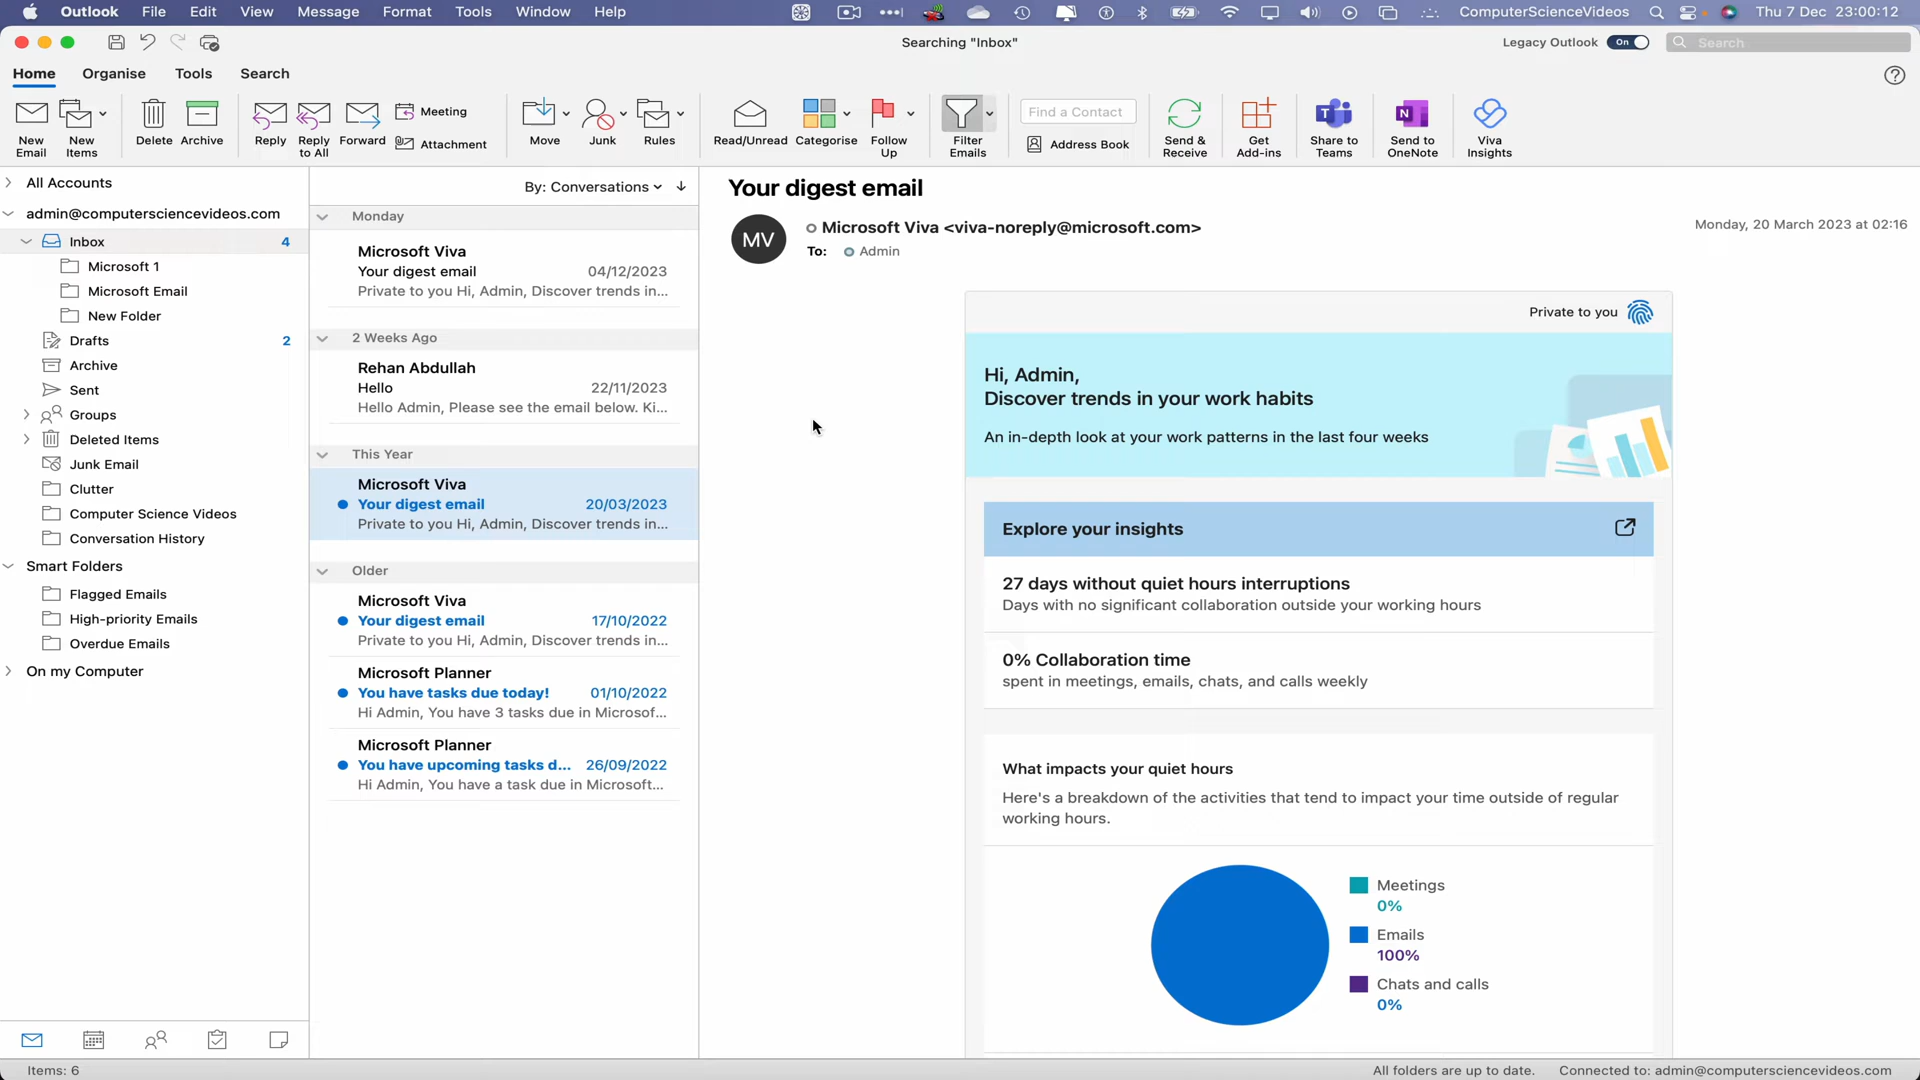 Outlook File Edit View Message Format Tools Window Help ComputerScienceVideos Thu 7 Dec 23:00:12
Searching "Inbox" Legacy Outlook On Search
Home Organise Tools Search
New Email
New Items
Delete
Archive
Reply
Reply to All
Forward
Meeting
Attachment
Move
Junk
Rules
Read/Unread
Categorise
Follow Up
Filter Emails
Find a Contact
Address Book
Send & Receive
Get Add-ins
Share to Teams
Send to OneNote
Viva Insights
All Accounts
admin@computersciencevideos.com
Inbox 4
Microsoft 1
Microsoft Email
New Folder
Drafts 2
Archive
Sent
Groups
Deleted Items
Junk Email
Clutter
Computer Science Videos
Conversation History
Smart Folders
Flagged Emails
High-priority Emails
Overdue Emails
On my Computer
By: Conversations
Monday
Microsoft Viva
Your digest email 04/12/2023
Private to you Hi, Admin, Discover trends in...
2 Weeks Ago
Rehan Abdullah
Hello 22/11/2023
Hello Admin, Please see the email below. Ki...
This Year
Microsoft Viva
Your digest email 20/03/2023
Private to you Hi, Admin, Discover trends in...
Older
Microsoft Viva
Your digest email 17/10/2022
Private to you Hi, Admin, Discover trends in...
Microsoft Planner
You have tasks due today! 01/10/2022
Hi Admin, You have 3 tasks due in Microsof...
Microsoft Planner
You have upcoming tasks d... 26/09/2022
Hi Admin, You have a task due in Microsoft...
Your digest email
MV
Microsoft Viva <viva-noreply@microsoft.com>
Monday, 20 March 2023 at 02:16
To: Admin
Private to you
Hi, Admin,
Discover trends in your work habits
An in-depth look at your work patterns in the last four weeks
Explore your insights
27 days without quiet hours interruptions
Days with no significant collaboration outside your working hours
0% Collaboration time
spent in meetings, emails, chats, and calls weekly
What impacts your quiet hours
Here's a breakdown of the activities that tend to impact your time outside of regular
working hours.
Meetings
0%
Emails
100%
Chats and calls
0%
Items: 6 All folders are up to date. Connected to: admin@computersciencevideos.com